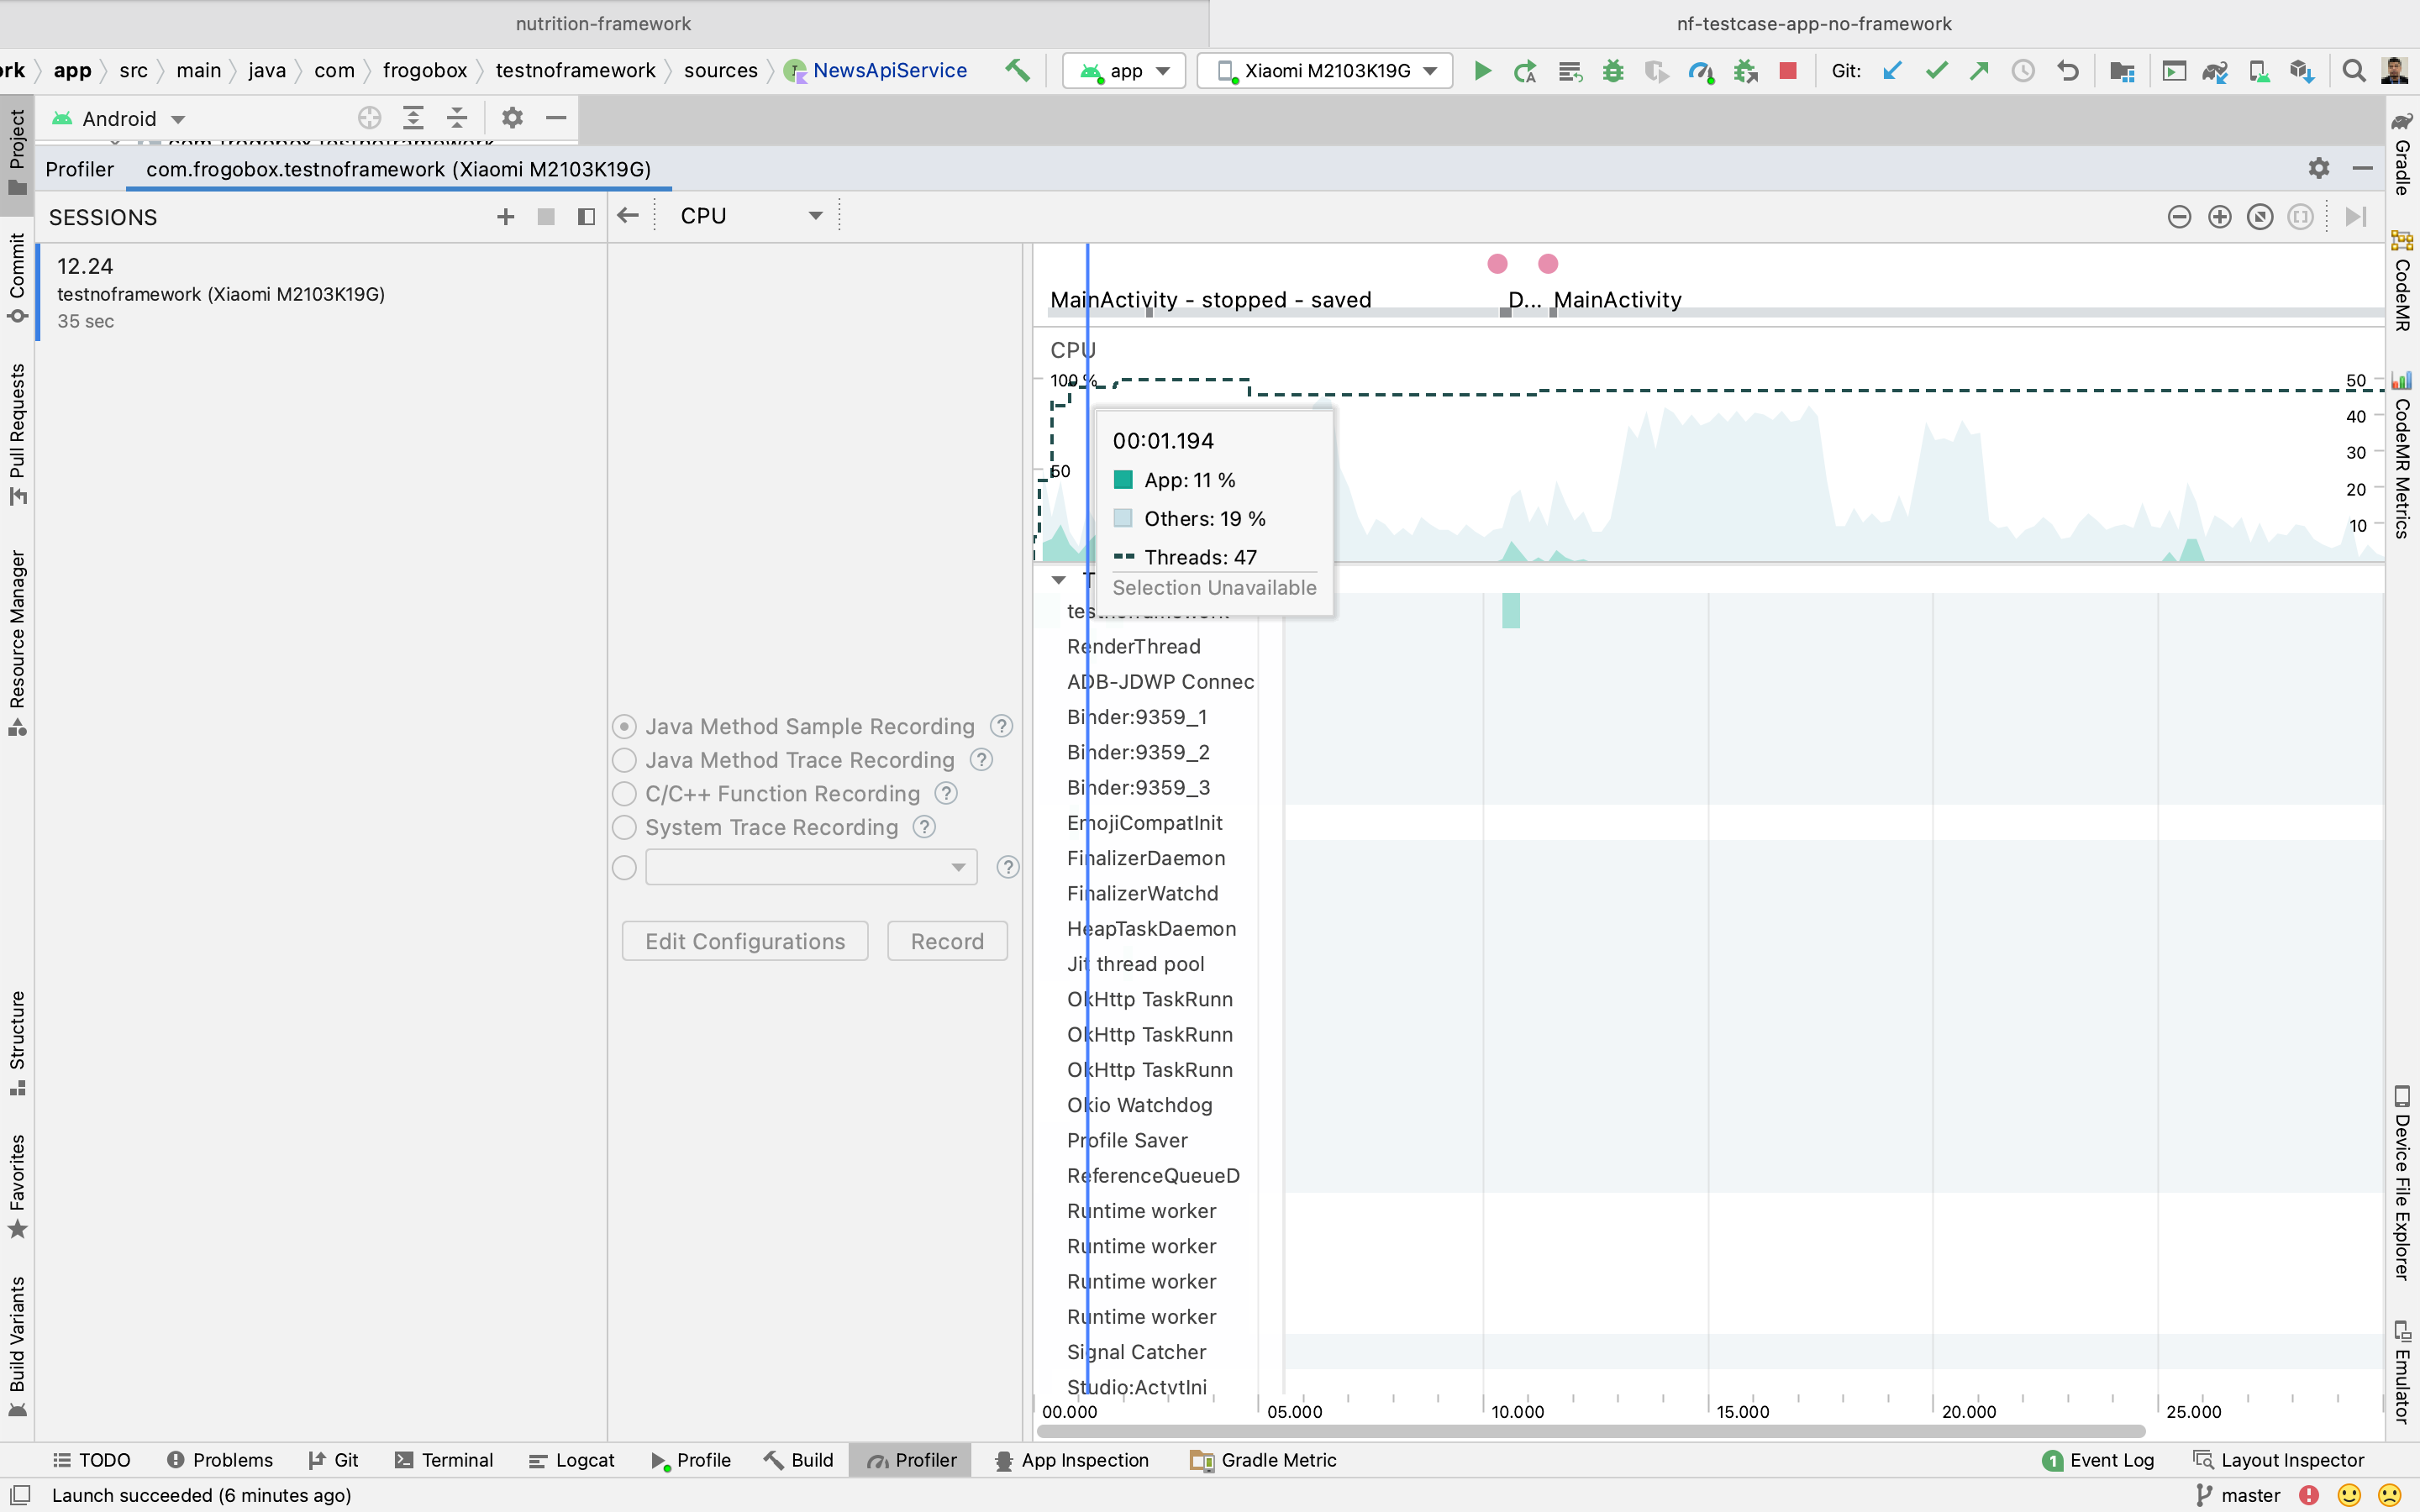 nutrition-framework
nf-testcase-app-no-framework
rk
app
src
main
java
com
frogobox
testnoframework
sources
NewsApiService
app
Xiaomi M2103K19G
Git:
Android
Profiler
com.frogobox.testnoframework (Xiaomi M2103K19G)
SESSIONS
CPU
12.24
testnoframework (Xiaomi M2103K19G)
35 sec
MainActivity - stopped - saved
D...
MainActivity
CPU
100 %
50
50
40
30
20
10
00:01.194
App: 11 %
Others: 19 %
Threads: 47
Selection Unavailable
RenderThread
ADB-JDWP Connec
Binder:9359_1
Binder:9359_2
Binder:9359_3
EmojiCompatInit
FinalizerDaemon
FinalizerWatchd
HeapTaskDaemon
Jit thread pool
OkHttp TaskRunn
OkHttp TaskRunn
OkHttp TaskRunn
Okio Watchdog
Profile Saver
ReferenceQueueD
Runtime worker
Runtime worker
Runtime worker
Runtime worker
Signal Catcher
Studio:ActvtIni
00.000
05.000
10.000
15.000
20.000
25.000
Java Method Sample Recording
Java Method Trace Recording
C/C++ Function Recording
System Trace Recording
Edit Configurations
Record
Project
Commit
Pull Requests
Resource Manager
Structure
Favorites
Build Variants
Gradle
CodeMR
CodeMR Metrics
Device File Explorer
Emulator
TODO
Problems
Git
Terminal
Logcat
Profile
Build
Profiler
App Inspection
Gradle Metric
1
Event Log
Layout Inspector
Launch succeeded (6 minutes ago)
master